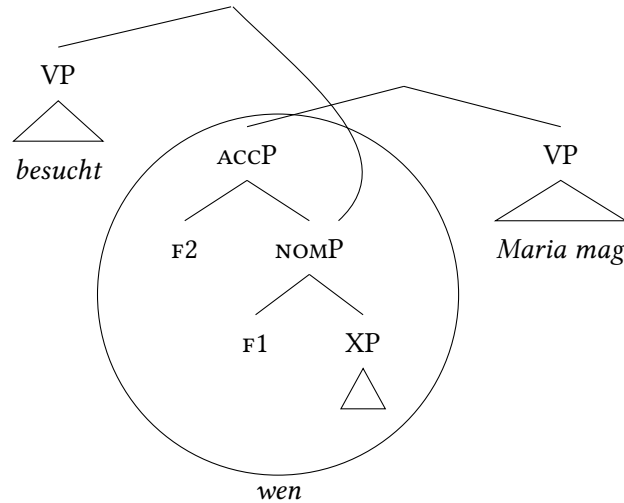 VP
besucht
ACCP
VP
F2 NOMP Maria mag
F1 XP
wen